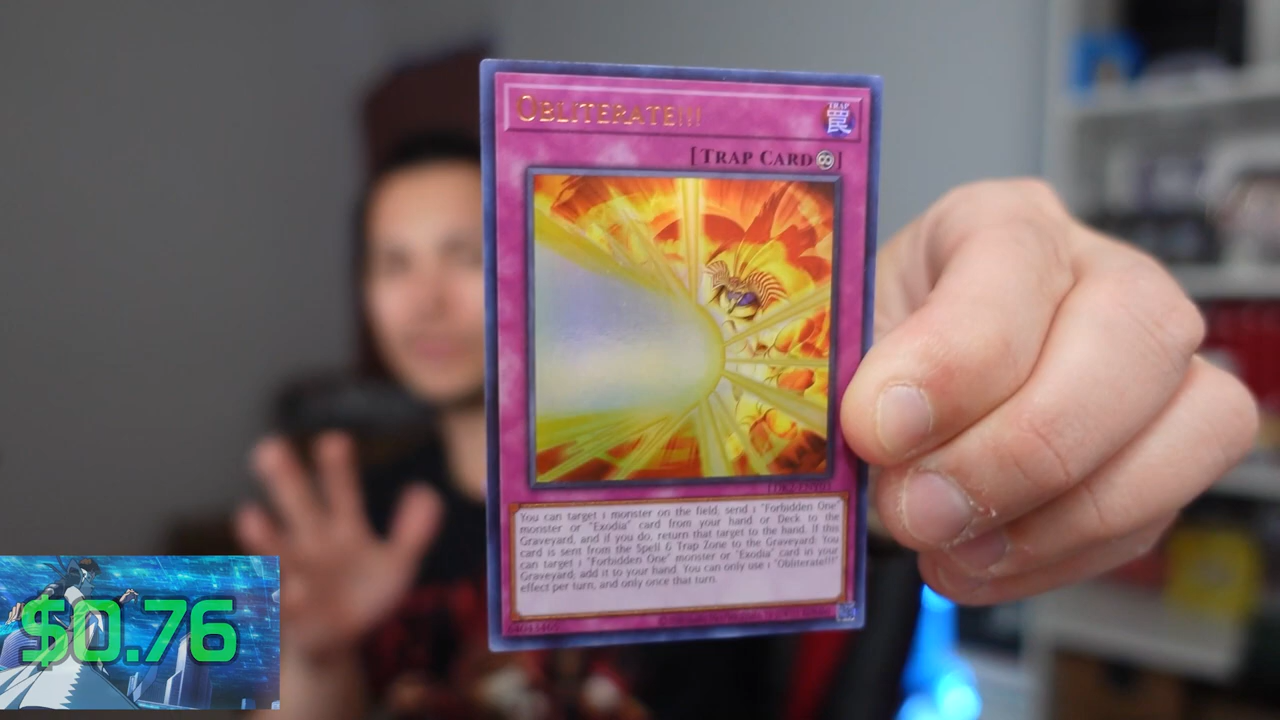 OBLITERATE!!!
TRAP
罠
[TRAP CARD ]
You can target 1 monster on the field; send 1 "Forbidden One"
monster or "Exodia" card from your hand or Deck to the
Graveyard, and if you do, return that target to the hand. If this
card is sent from the Spell & Trap Zone to the Graveyard: You
can target 1 "Forbidden One" monster or "Exodia" card in your
Graveyard; add it to your hand. You can only use 1 "Obliterate!!!"
effect per turn, and only once that turn.
$0.76